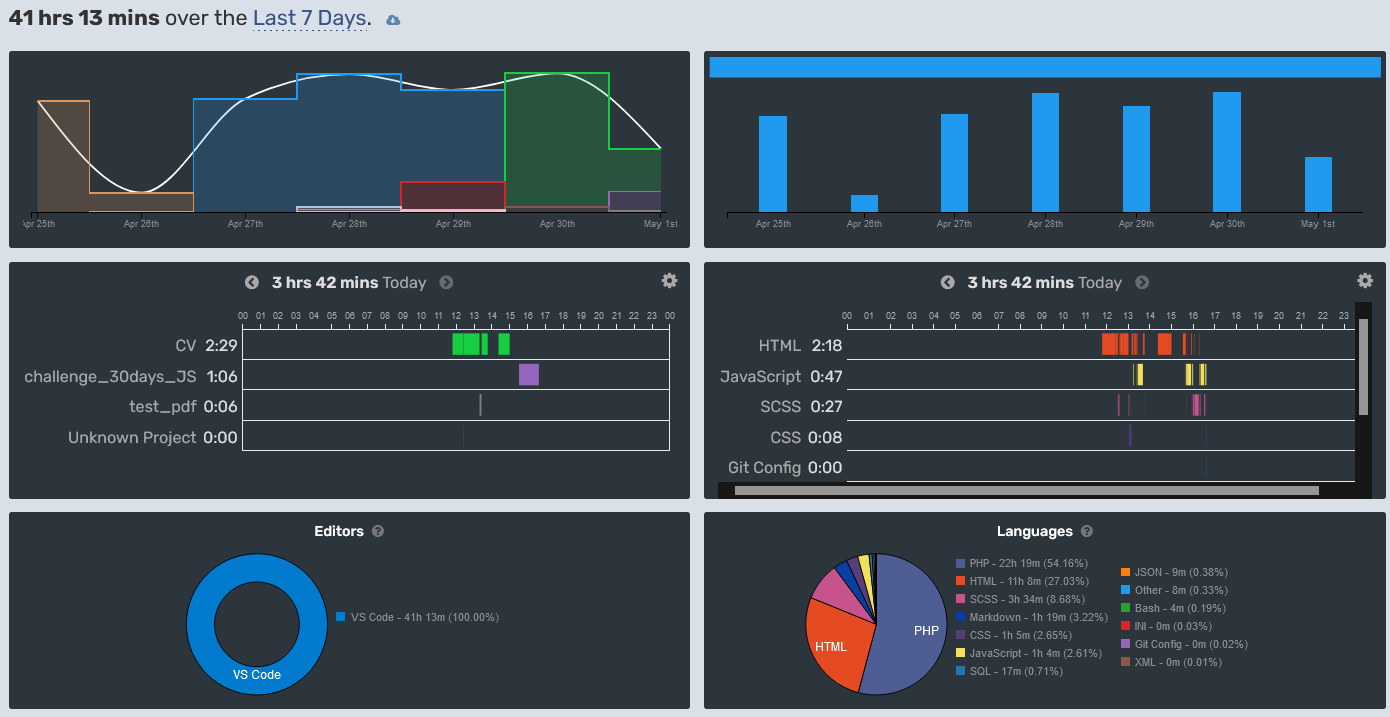 41 hrs 13 mins over the Last 7 Days.
Apr 25th Apr 26th Apr 27th Apr 28th Apr 29th Apr 30th May 1st
Apr 25th Apr 26th Apr 27th Apr 28th Apr 29th Apr 30th May 1st
3 hrs 42 mins Today
00 01 02 03 04 05 06 07 08 09 10 11 12 13 14 15 16 17 18 19 20 21 22 23 00
CV 2:29
challenge_30days_JS 1:06
test_pdf 0:06
Unknown Project 0:00
3 hrs 42 mins Today
00 01 02 03 04 05 06 07 08 09 10 11 12 13 14 15 16 17 18 19 20 21 22 23
HTML 2:18
JavaScript 0:47
SCSS 0:27
CSS 0:08
Git Config 0:00
Editors ?
VS Code - 41h 13m (100.00%)
VS Code
Languages ?
PHP
HTML
PHP - 22h 19m (54.16%)
HTML - 11h 8m (27.03%)
SCSS - 3h 34m (8.68%)
Markdown - 1h 19m (3.22%)
CSS - 1h 5m (2.65%)
JavaScript - 1h 4m (2.61%)
SQL - 17m (0.71%)
JSON - 9m (0.38%)
Other - 8m (0.33%)
Bash - 4m (0.19%)
INI - 0m (0.03%)
Git Config - 0m (0.02%)
XML - 0m (0.01%)